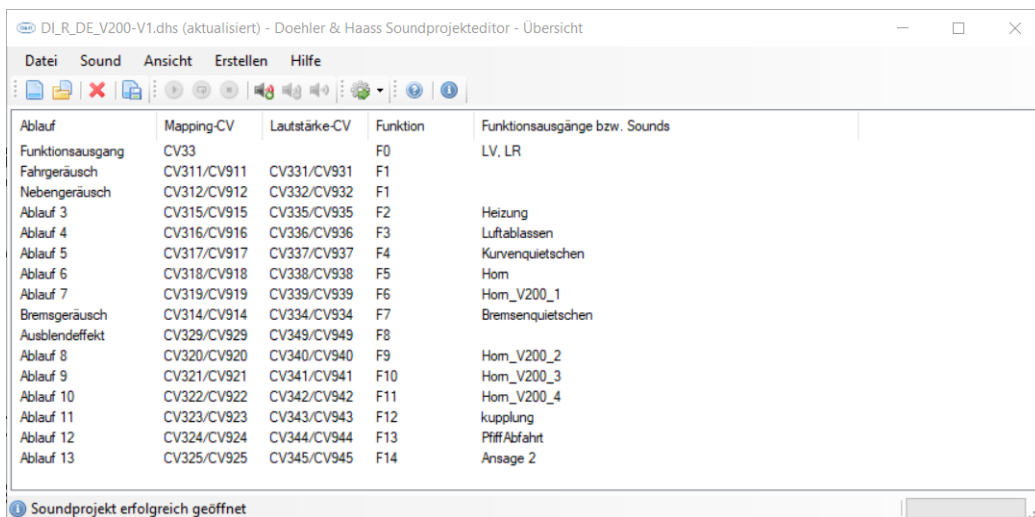 D&H DI_R_DE_V200-V1.dhs (aktualisiert) - Doehler & Haass Soundprojekteditor - Übersicht
Datei Sound Ansicht Erstellen Hilfe
Ablauf Mapping-CV Lautstärke-CV Funktion Funktionsausgänge bzw. Sounds
Funktionsausgang CV33 F0 LV, LR
Fahrgeräusch CV311/CV911 CV331/CV931 F1
Nebengeräusch CV312/CV912 CV332/CV932 F1
Ablauf 3 CV315/CV915 CV335/CV935 F2 Heizung
Ablauf 4 CV316/CV916 CV336/CV936 F3 Luftablassen
Ablauf 5 CV317/CV917 CV337/CV937 F4 Kurvenquietschen
Ablauf 6 CV318/CV918 CV338/CV938 F5 Horn
Ablauf 7 CV319/CV919 CV339/CV939 F6 Horn_V200_1
Bremsgeräusch CV314/CV914 CV334/CV934 F7 Bremsenquietschen
Ausblendeffekt CV329/CV929 CV349/CV949 F8
Ablauf 8 CV320/CV920 CV340/CV940 F9 Horn_V200_2
Ablauf 9 CV321/CV921 CV341/CV941 F10 Horn_V200_3
Ablauf 10 CV322/CV922 CV342/CV942 F11 Horn_V200_4
Ablauf 11 CV323/CV923 CV343/CV943 F12 kupplung
Ablauf 12 CV324/CV924 CV344/CV944 F13 PfiffAbfahrt
Ablauf 13 CV325/CV925 CV345/CV945 F14 Ansage 2
Soundprojekt erfolgreich geöffnet